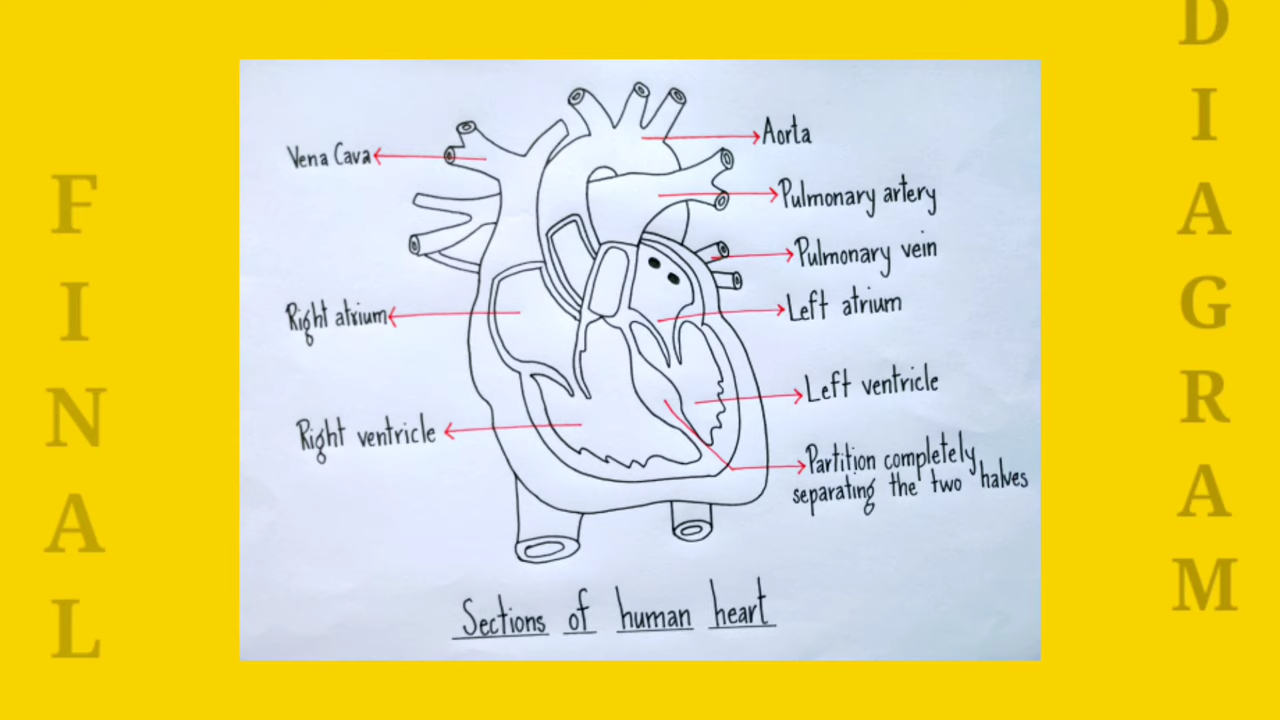 FINAL
DIAGRAM
Vena Cava
Aorta
Pulmonary artery
Pulmonary vein
Right atrium
Left atrium
Left ventricle
Right ventricle
Partition completely
separating the two halves
Sections of human heart